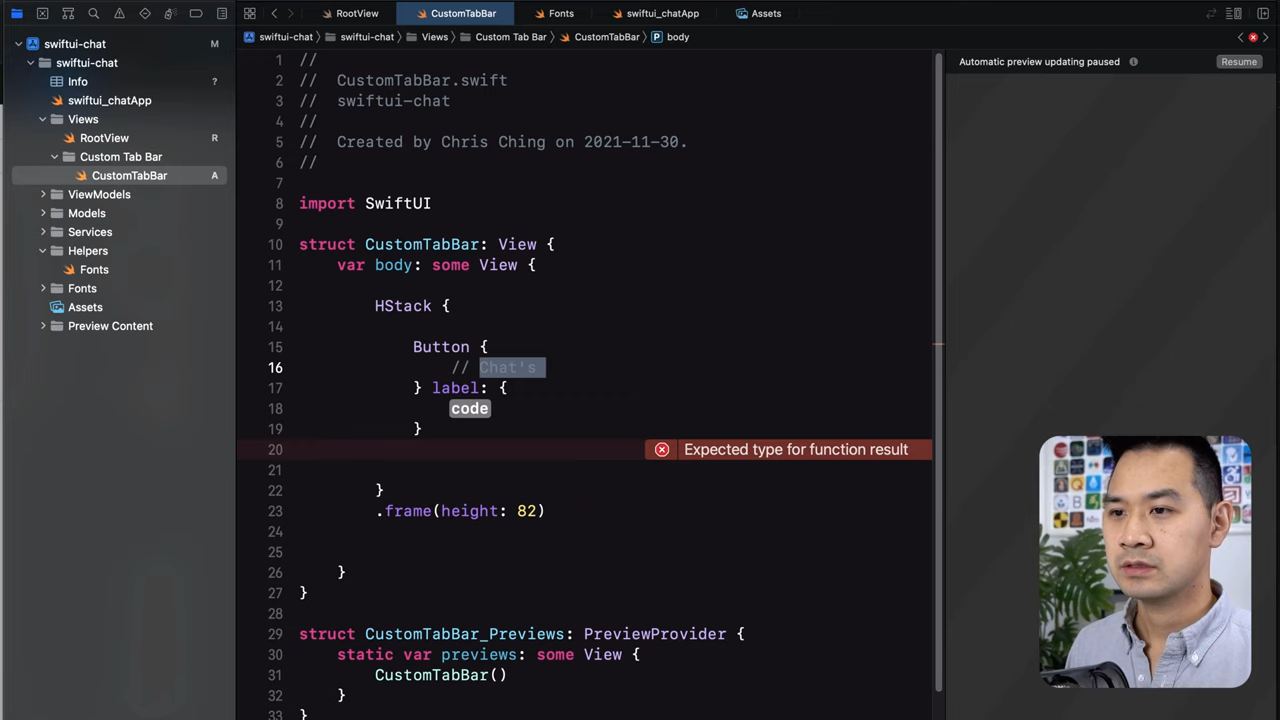 RootView
CustomTabBar
Fonts
swiftui_chatApp
Assets
swiftui-chat
M
swiftui-chat
Info
?
swiftui_chatApp
Views
RootView
R
Custom Tab Bar
CustomTabBar
A
ViewModels
Models
Services
Helpers
Fonts
Fonts
Assets
Preview Content
swiftui-chat
swiftui-chat
Views
Custom Tab Bar
CustomTabBar
P
body
1 //
2 //  CustomTabBar.swift
3 //  swiftui-chat
4 //
5 //  Created by Chris Ching on 2021-11-30.
6 //
7
8 import SwiftUI
9
10 struct CustomTabBar: View {
11     var body: some View {
12
13         HStack {
14
15             Button {
16                 // Chat's
17             } label: {
18                 code
19             }
20 Expected type for function result
21
22         }
23         .frame(height: 82)
24
25
26     }
27 }
28
29 struct CustomTabBar_Previews: PreviewProvider {
30     static var previews: some View {
31         CustomTabBar()
32     }
33 }
Automatic preview updating paused
Resume